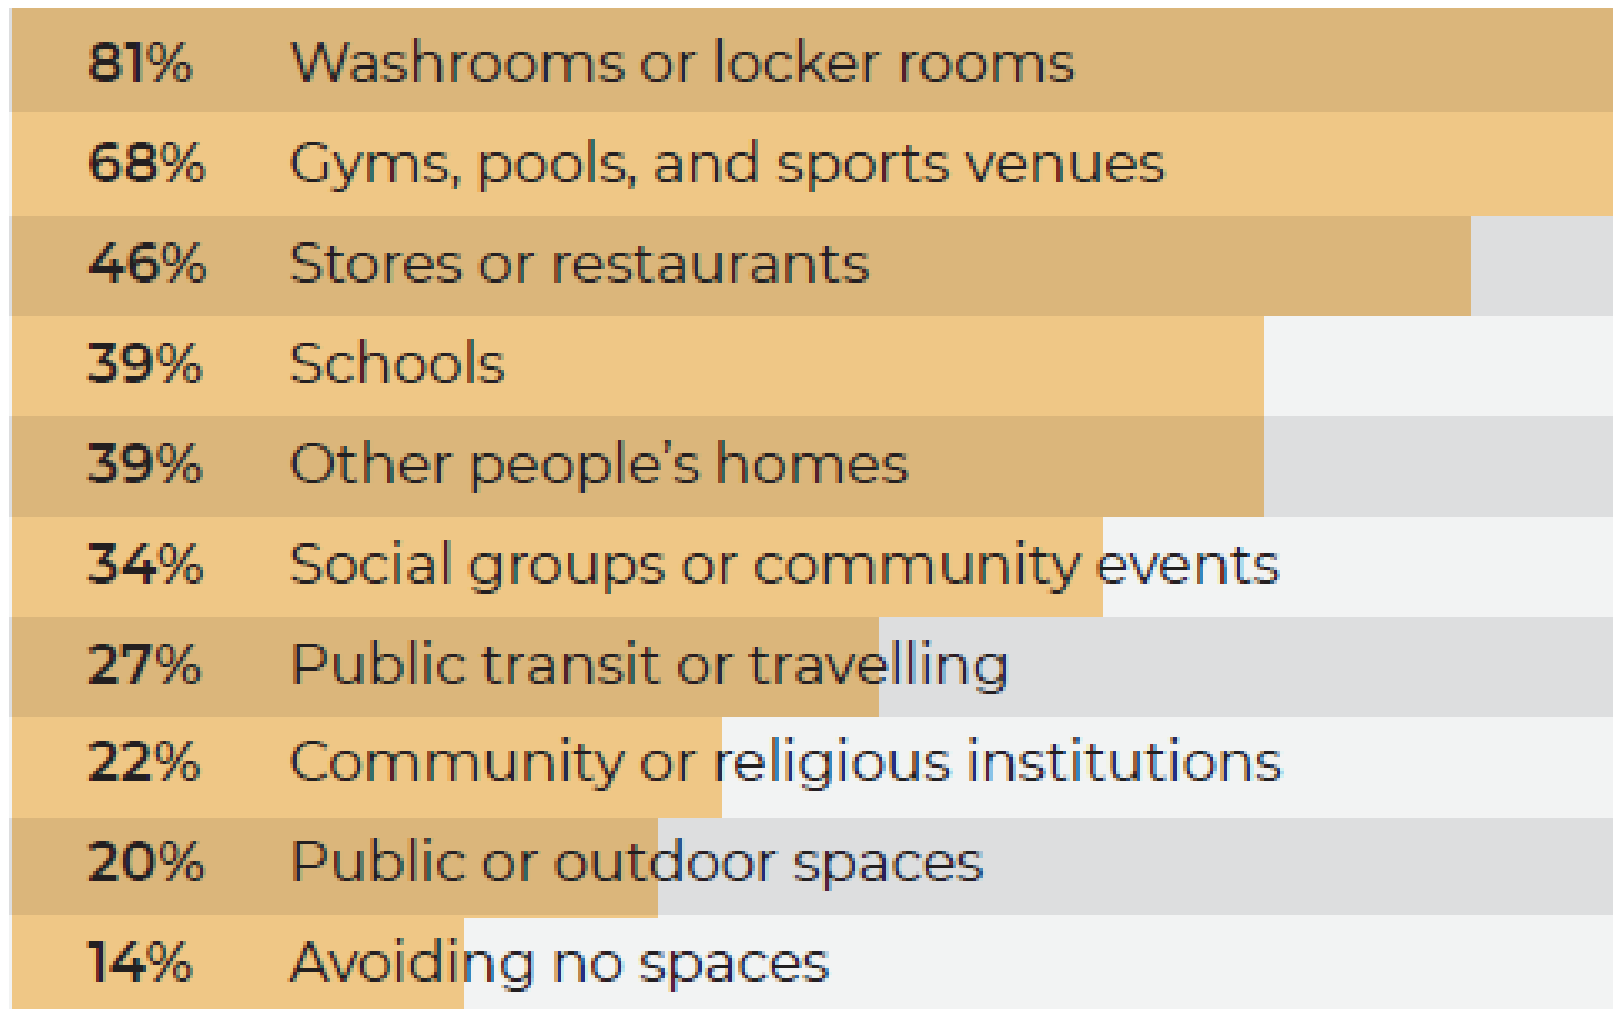 81% Washrooms or locker rooms
68% Gyms, pools, and sports venues
46% Stores or restaurants
39% Schools
39% Other people’s homes
34% Social groups or community events
27% Public transit or travelling
22% Community or religious institutions
20% Public or outdoor spaces
14% Avoiding no spaces